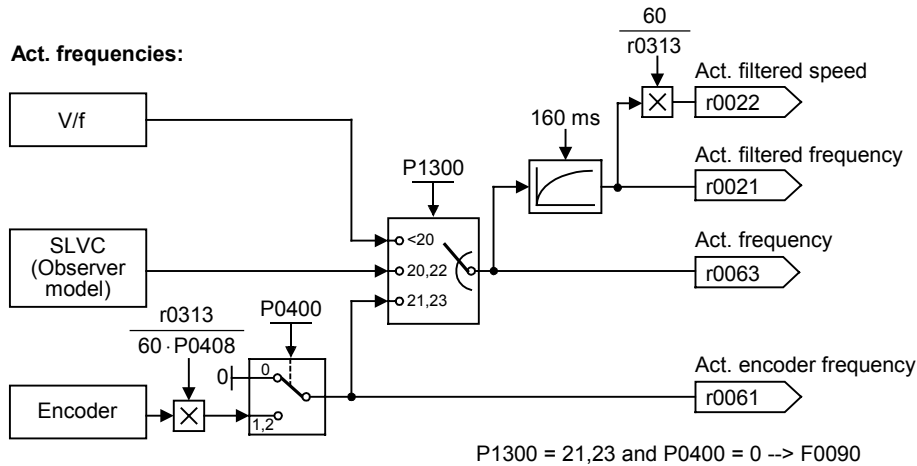 Act. frequencies:
60
r0313
Act. filtered speed
r0022
V/f
160 ms
Act. filtered frequency
r0021
P1300
<20
SLVC
(Observer
model)
20,22
21,23
Act. frequency
r0063
r0313
60 · P0408
P0400
0
0
1,2
Encoder
Act. encoder frequency
r0061
P1300 = 21,23 and P0400 = 0 --> F0090